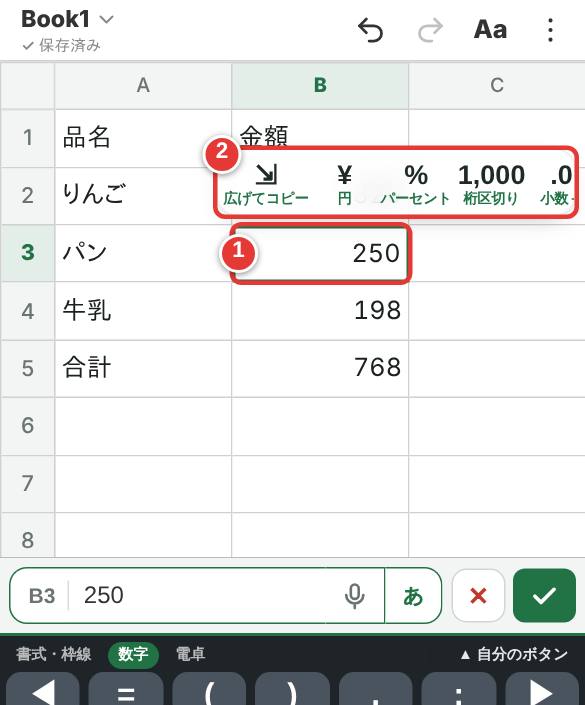 Book1
保存済み
Aa
A B C
1 品名 金額
2 りんご
2
広げてコピー ¥ 円 % パーセント 1,000 桁区切り .0 小数
3 パン 1 250
4 牛乳 198
5 合計 768
6
7
8
B3 250 あ
書式・枠線 数字 電卓 ▲ 自分のボタン
◀ = ( ) , : ▶